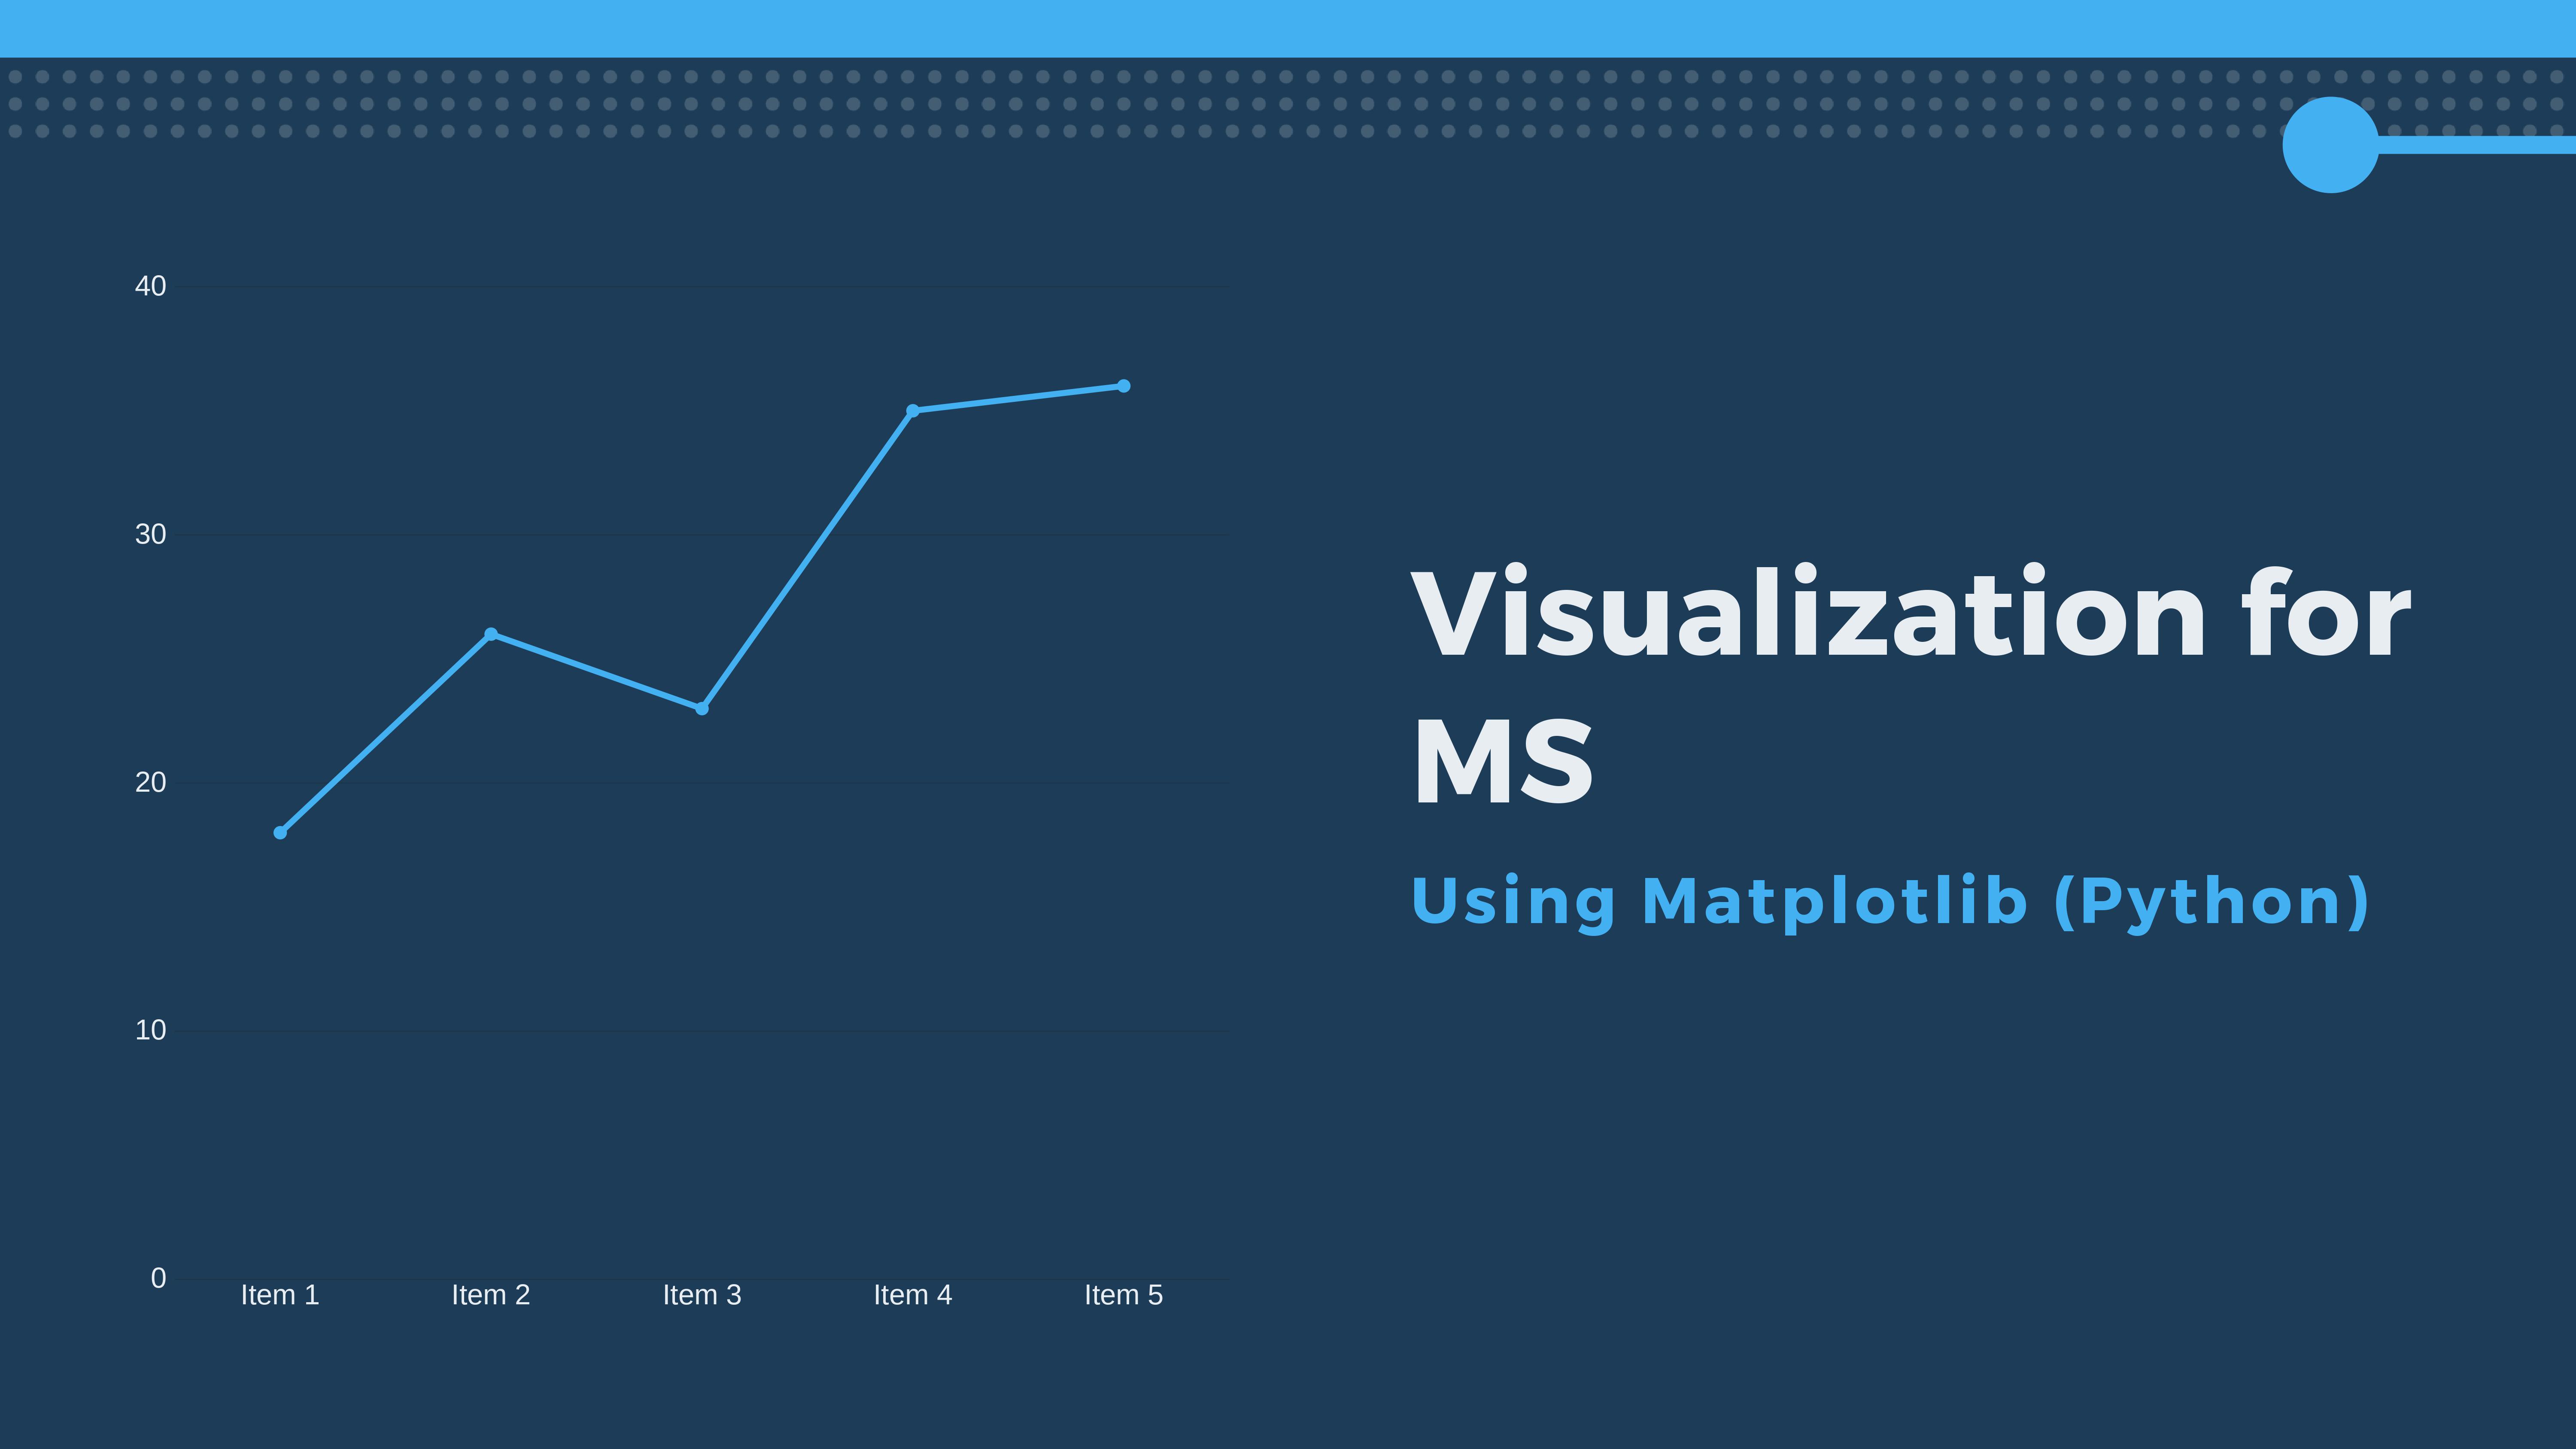 40
30
20
10
0
Item 1 Item 2 Item 3 Item 4 Item 5
Visualization for
MS
Using Matplotlib (Python)